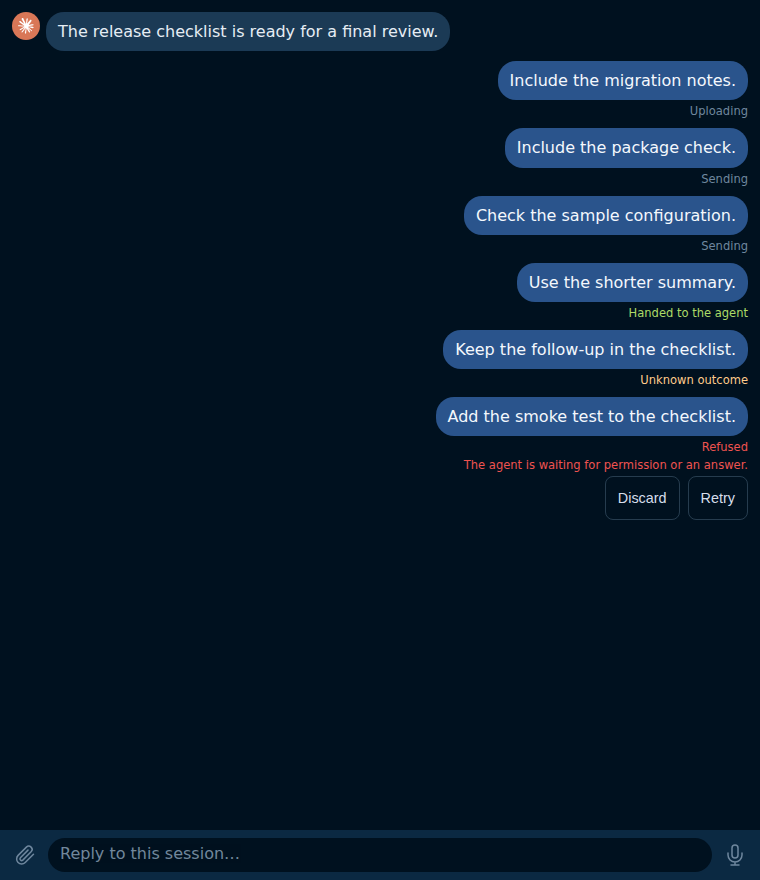 The release checklist is ready for a final review.
Include the migration notes.
Uploading
Include the package check.
Sending
Check the sample configuration.
Sending
Use the shorter summary.
Handed to the agent
Keep the follow-up in the checklist.
Unknown outcome
Add the smoke test to the checklist.
Refused
The agent is waiting for permission or an answer.
Discard Retry
Reply to this session…